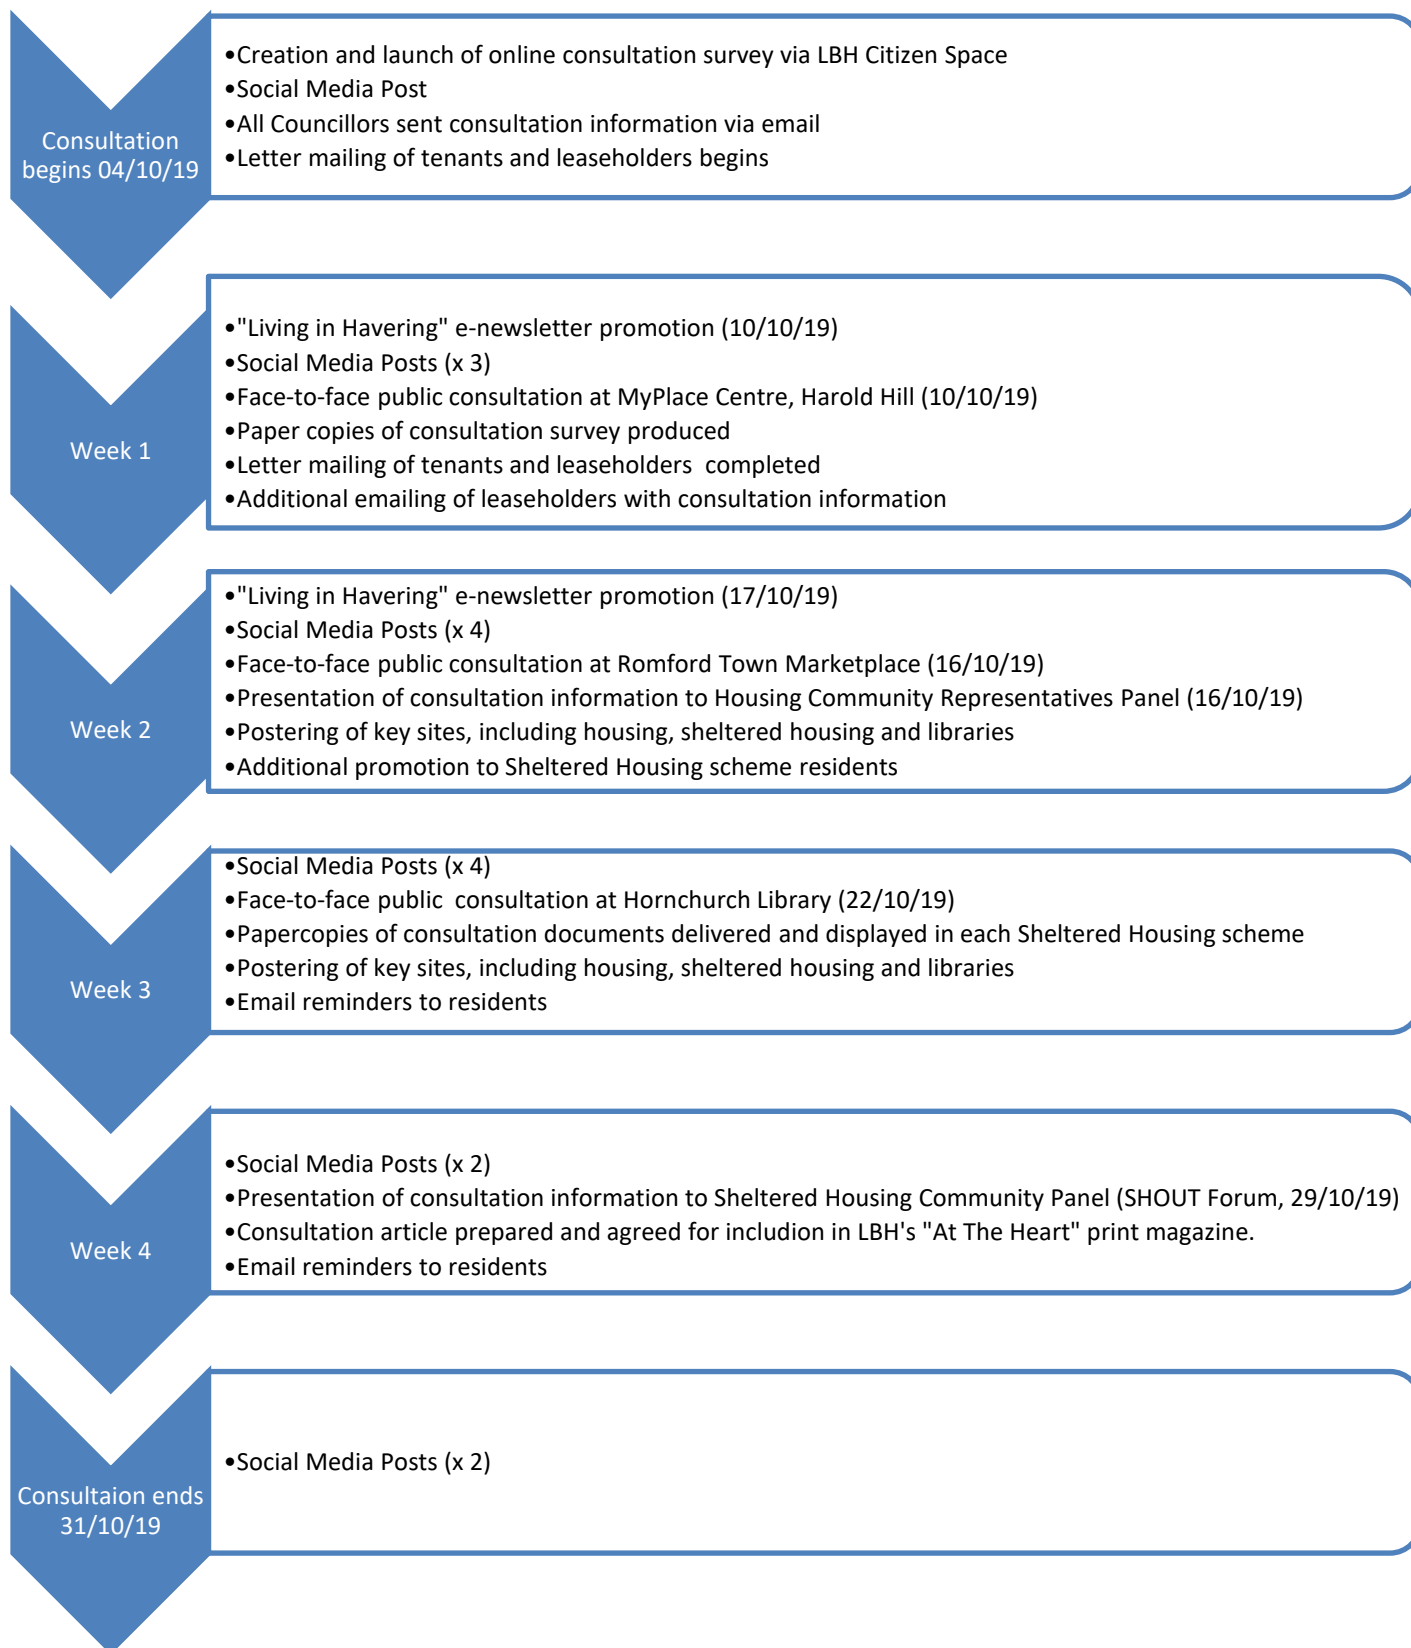 Consultation
begins 04/10/19
•Creation and launch of online consultation survey via LBH Citizen Space
•Social Media Post
•All Councillors sent consultation information via email
•Letter mailing of tenants and leaseholders begins
Week 1
•"Living in Havering" e-newsletter promotion (10/10/19)
•Social Media Posts (x 3)
•Face-to-face public consultation at MyPlace Centre, Harold Hill (10/10/19)
•Paper copies of consultation survey produced
•Letter mailing of tenants and leaseholders  completed
•Additional emailing of leaseholders with consultation information
Week 2
•"Living in Havering" e-newsletter promotion (17/10/19)
•Social Media Posts (x 4)
•Face-to-face public consultation at Romford Town Marketplace (16/10/19)
•Presentation of consultation information to Housing Community Representatives Panel (16/10/19)
•Postering of key sites, including housing, sheltered housing and libraries
•Additional promotion to Sheltered Housing scheme residents
Week 3
•Social Media Posts (x 4)
•Face-to-face public  consultation at Hornchurch Library (22/10/19)
•Papercopies of consultation documents delivered and displayed in each Sheltered Housing scheme
•Postering of key sites, including housing, sheltered housing and libraries
•Email reminders to residents
Week 4
•Social Media Posts (x 2)
•Presentation of consultation information to Sheltered Housing Community Panel (SHOUT Forum, 29/10/19)
•Consultation article prepared and agreed for includion in LBH's "At The Heart" print magazine.
•Email reminders to residents
Consultaion ends
31/10/19
•Social Media Posts (x 2)